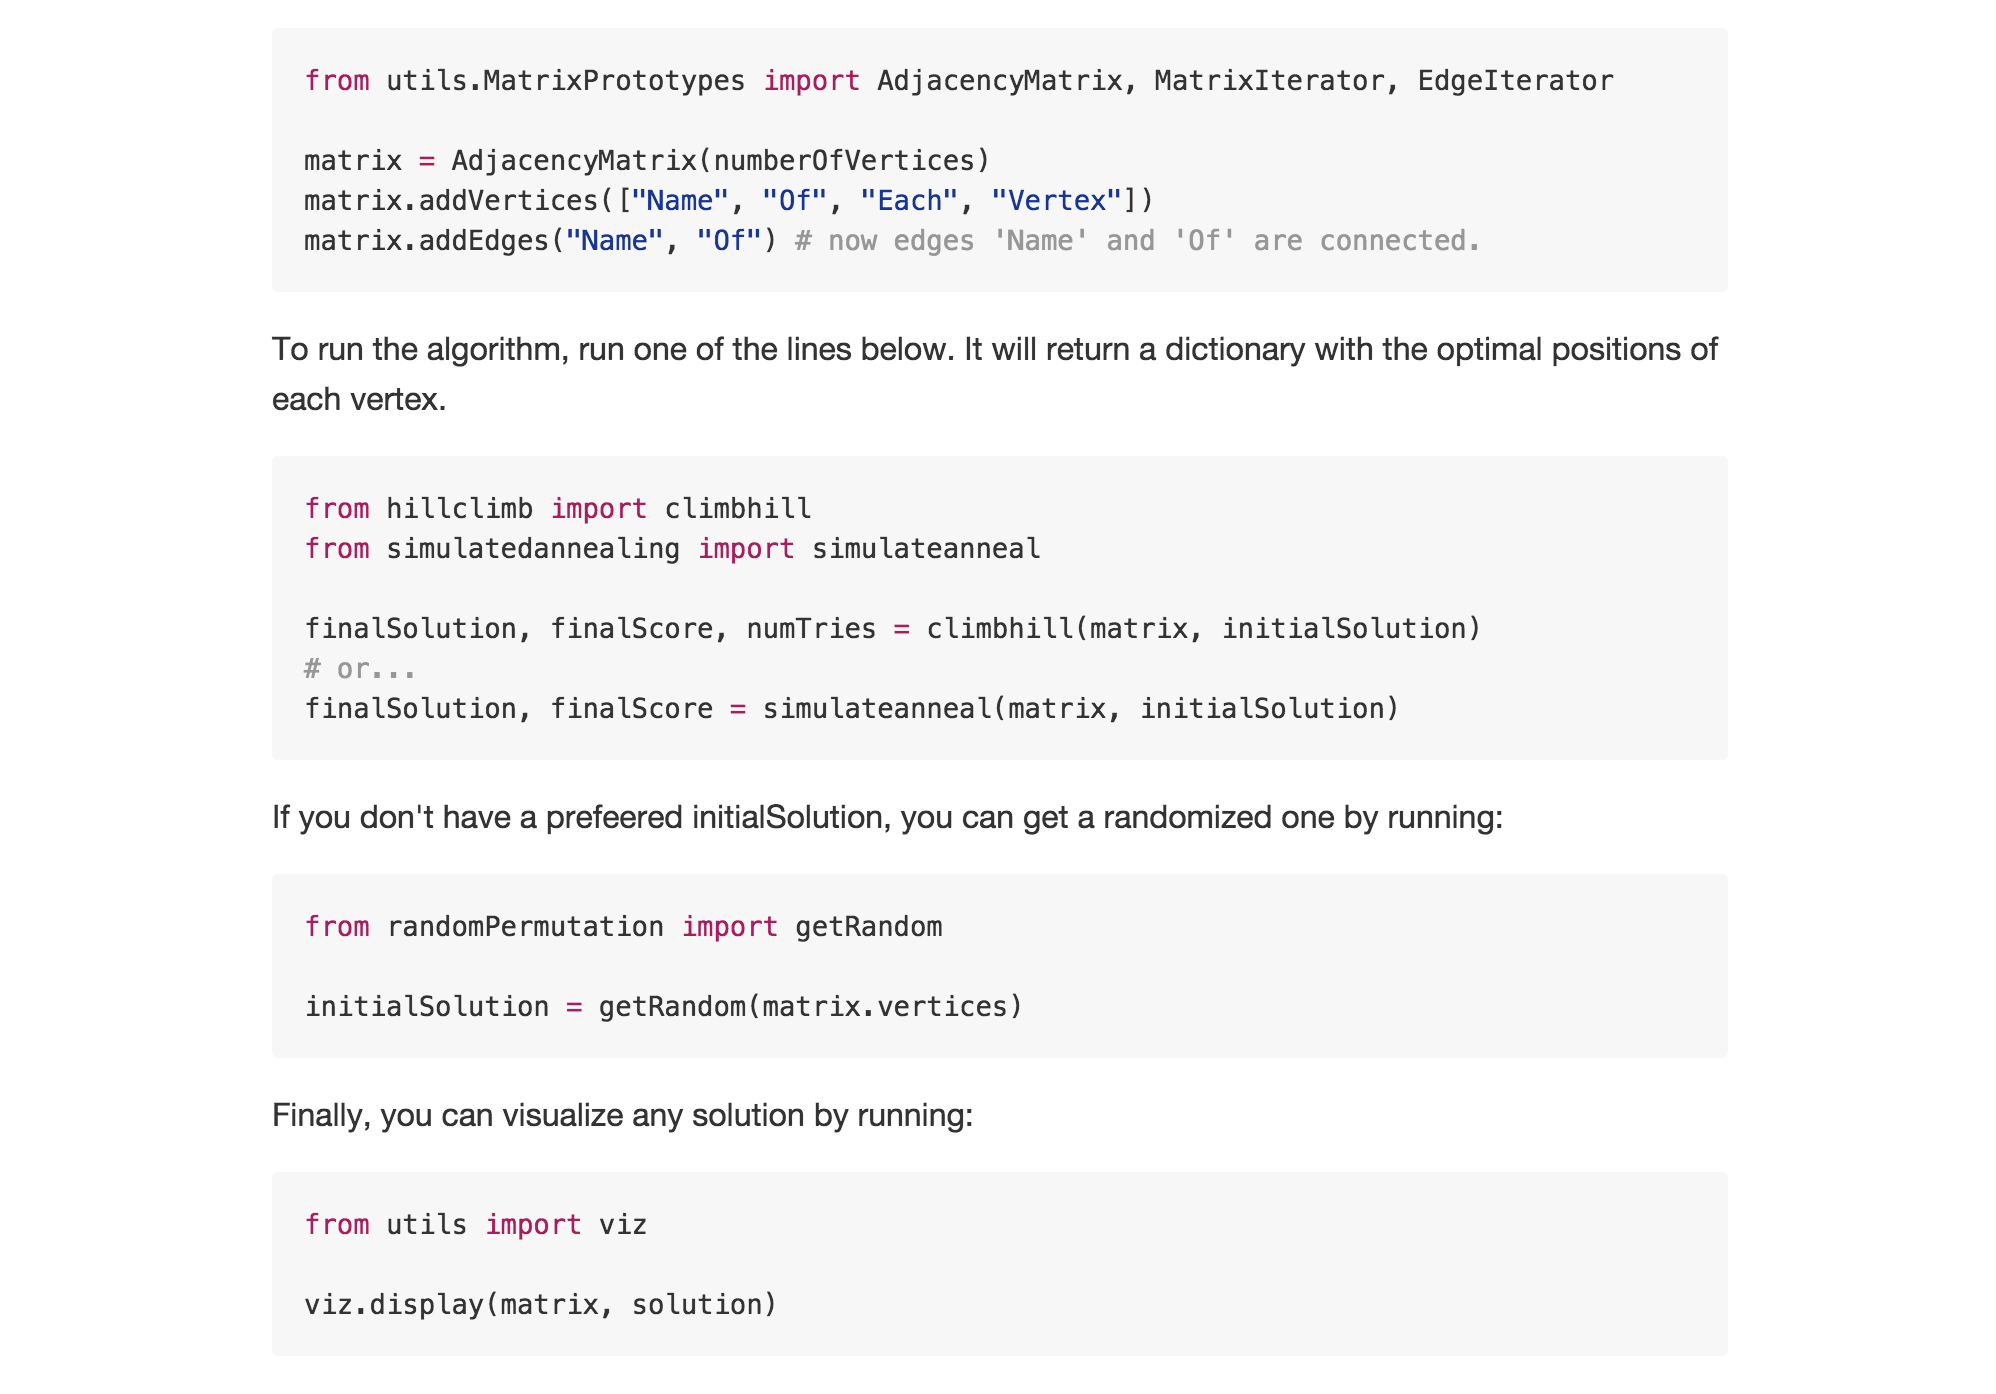 from utils.MatrixPrototypes import AdjacencyMatrix, MatrixIterator, EdgeIterator
matrix = AdjacencyMatrix(numberOfVertices)
matrix.addVertices(["Name", "Of", "Each", "Vertex"])
matrix.addEdges("Name", "Of") # now edges 'Name' and 'Of' are connected.
To run the algorithm, run one of the lines below. It will return a dictionary with the optimal positions of
each vertex.
from hillclimb import climbhill
from simulatedannealing import simulateanneal
finalSolution, finalScore, numTries = climbhill(matrix, initialSolution)
# or...
finalSolution, finalScore = simulateanneal(matrix, initialSolution)
If you don't have a prefeered initialSolution, you can get a randomized one by running:
from randomPermutation import getRandom
initialSolution = getRandom(matrix.vertices)
Finally, you can visualize any solution by running:
from utils import viz
viz.display(matrix, solution)